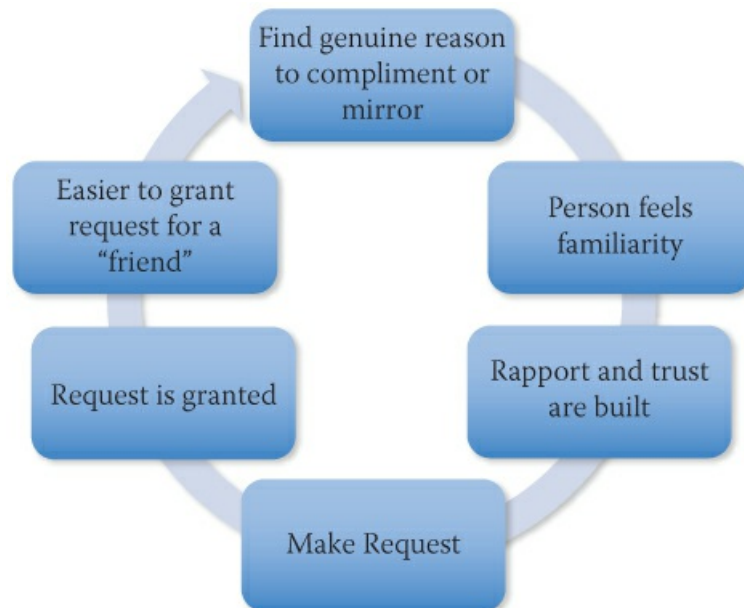 Find genuine reason
to compliment or
mirror
Person feels
familiarity
Rapport and trust
are built
Make Request
Request is granted
Easier to grant
request for a
“friend”